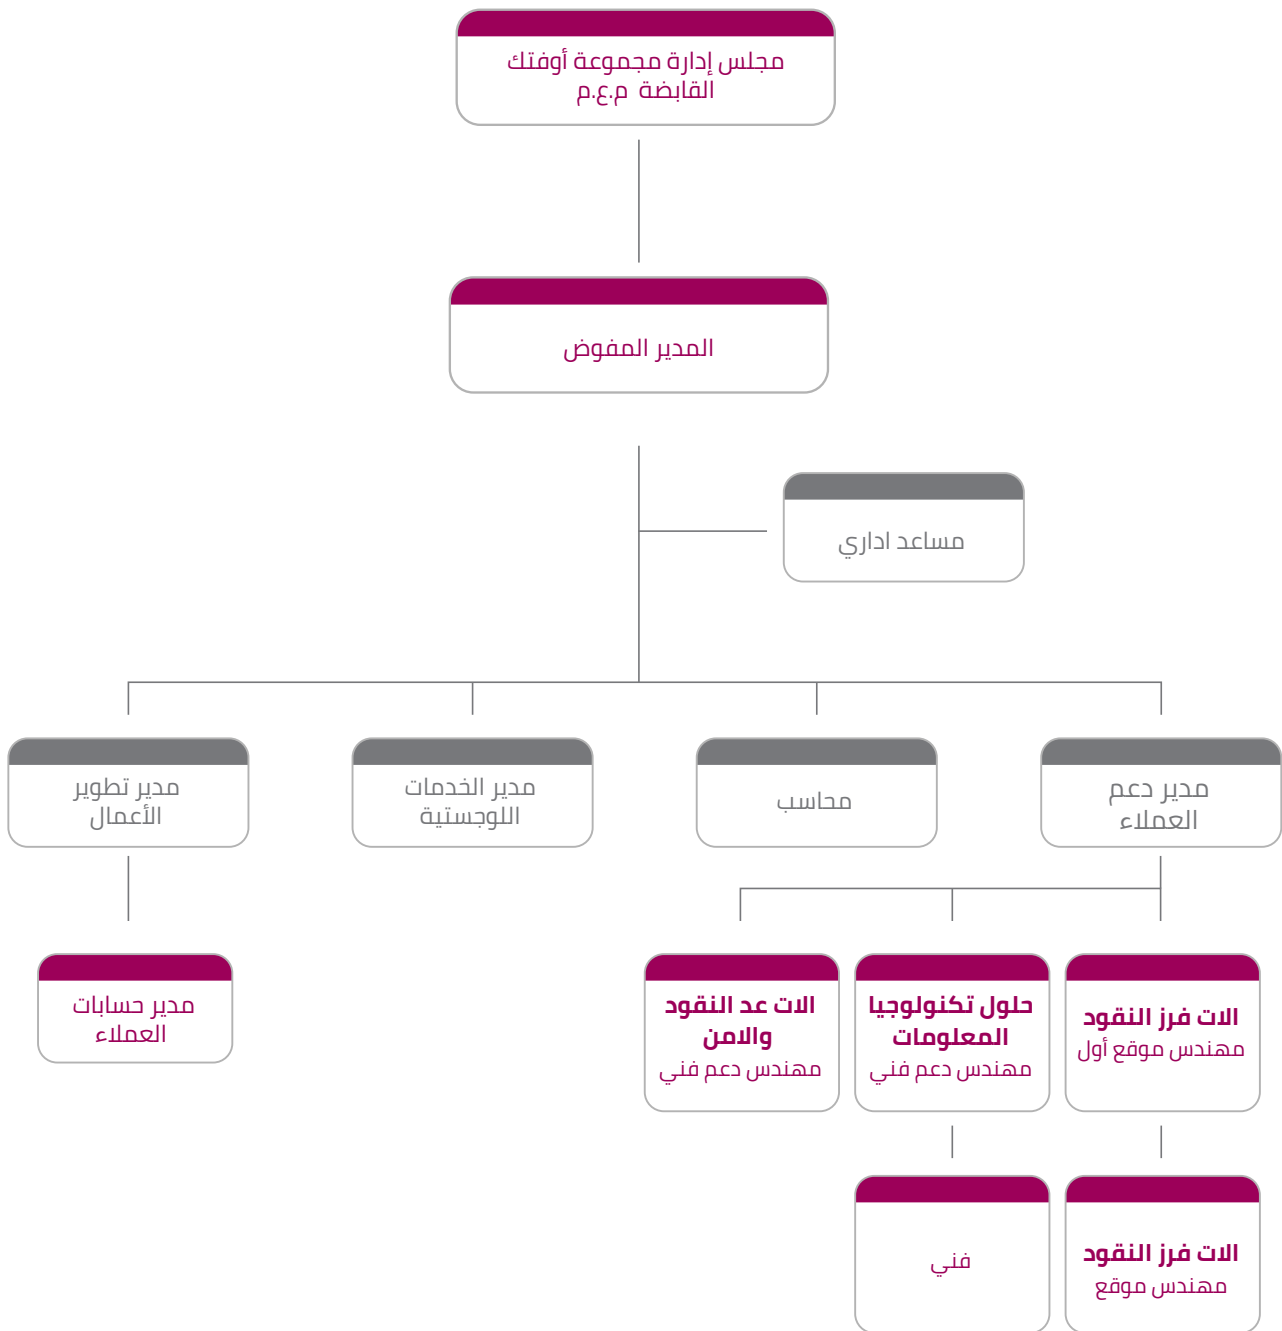 مجلس إدارة مجموعة أوفتك
القابضة م.ع.م
المدير المفوض
مساعد اداري
مدير دعم
العملاء
محاسب
مدير الخدمات
اللوجستية
مدير تطوير
الأعمال
الات فرز النقود
مهندس موقع أول
حلول تكنولوجيا
المعلومات
مهندس دعم فني
الات عد النقود
والامن
مهندس دعم فني
مدير حسابات
العملاء
الات فرز النقود
مهندس موقع
فني